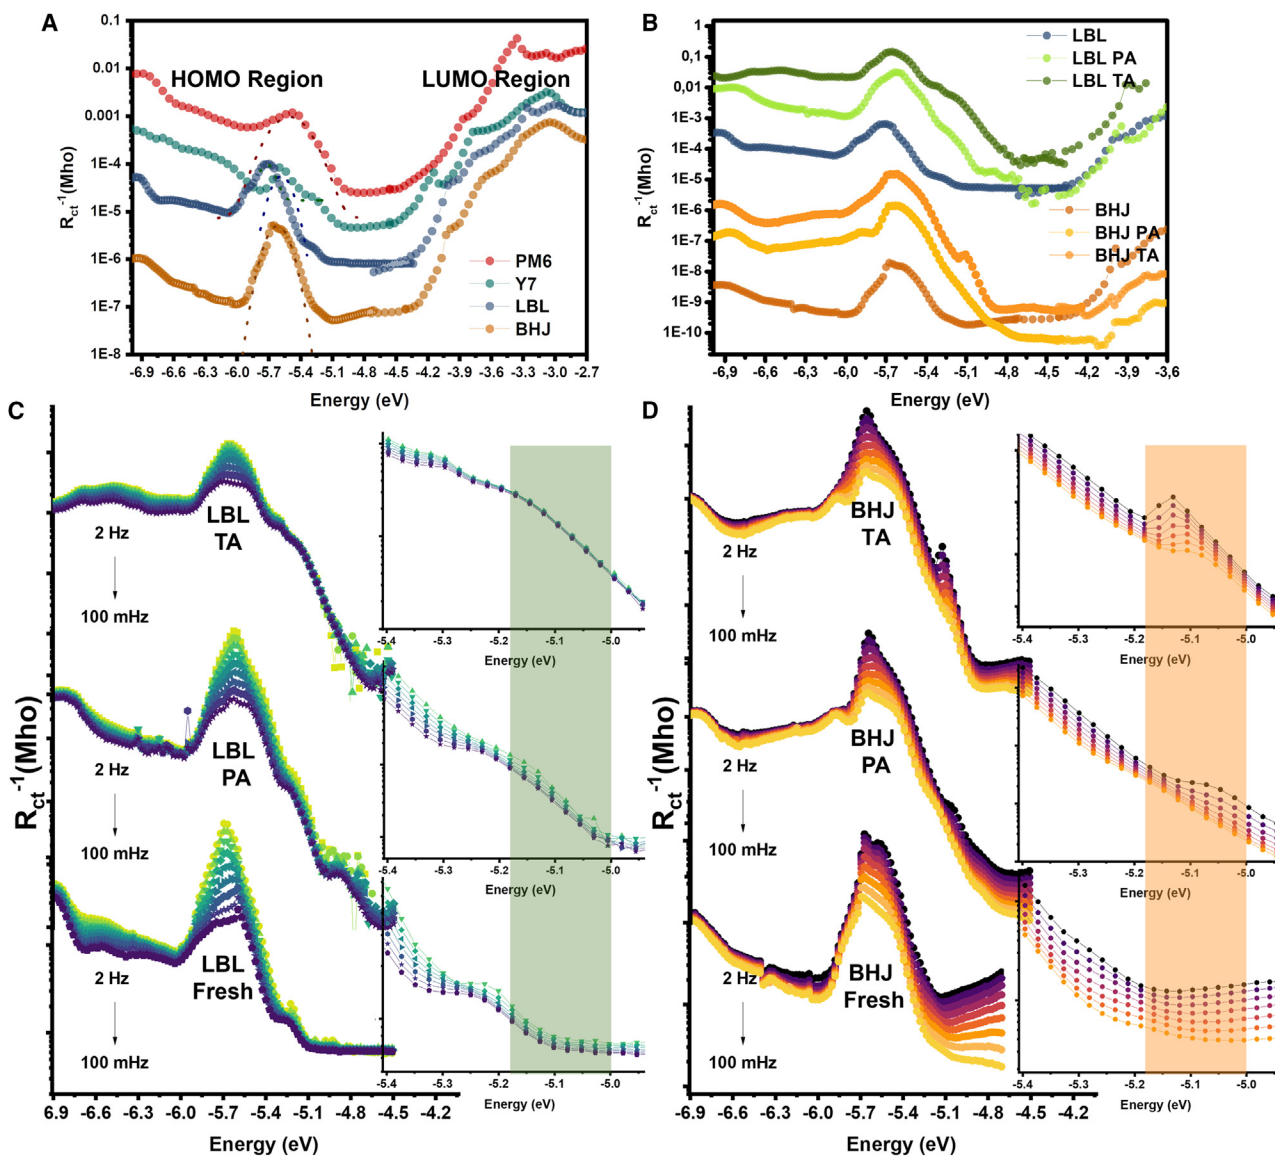 A
0.1
0.01
0.001
1E-4
1E-5
1E-6
1E-7
1E-8
R_ct^-1 (Mho)
HOMO Region
LUMO Region
PM6
Y7
LBL
BHJ
-6.9 -6.6 -6.3 -6.0 -5.7 -5.4 -5.1 -4.8 -4.5 -4.2 -3.9 -3.6 -3.3 -3.0 -2.7
Energy (eV)
B
1
0.1
0.01
1E-3
1E-4
1E-5
1E-6
1E-7
1E-8
1E-9
1E-10
R_ct^-1 (Mho)
LBL
LBL PA
LBL TA
BHJ
BHJ PA
BHJ TA
-6,9 -6,6 -6,3 -6,0 -5,7 -5,4 -5,1 -4,8 -4,5 -4,2 -3,9 -3,6
Energy (eV)
C
R_ct^-1 (Mho)
LBL
TA
2 Hz
100 mHz
LBL
PA
2 Hz
100 mHz
LBL
Fresh
2 Hz
100 mHz
-6.9 -6.6 -6.3 -6.0 -5.7 -5.4 -5.1 -4.8 -4.5 -4.2
Energy (eV)
-5.4 -5.3 -5.2 -5.1 -5.0
Energy (eV)
-5.4 -5.3 -5.2 -5.1 -5.0
Energy (eV)
-5.4 -5.3 -5.2 -5.1 -5.0
Energy (eV)
D
R_ct^-1 (Mho)
BHJ
TA
2 Hz
100 mHz
BHJ
PA
2 Hz
100 mHz
BHJ
Fresh
2 Hz
100 mHz
-6.9 -6.6 -6.3 -6.0 -5.7 -5.4 -5.1 -4.8 -4.5 -4.2
Energy (eV)
-5.4 -5.3 -5.2 -5.1 -5.0
Energy (eV)
-5.4 -5.3 -5.2 -5.1 -5.0
Energy (eV)
-5.4 -5.3 -5.2 -5.1 -5.0
Energy (eV)